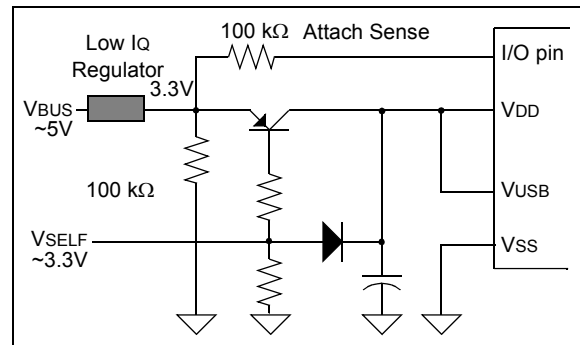 100 kΩ Attach Sense
Low IQ
Regulator
3.3V
I/O pin
VBUS
~5V
VDD
100 kΩ
VUSB
VSELF
~3.3V
VSS